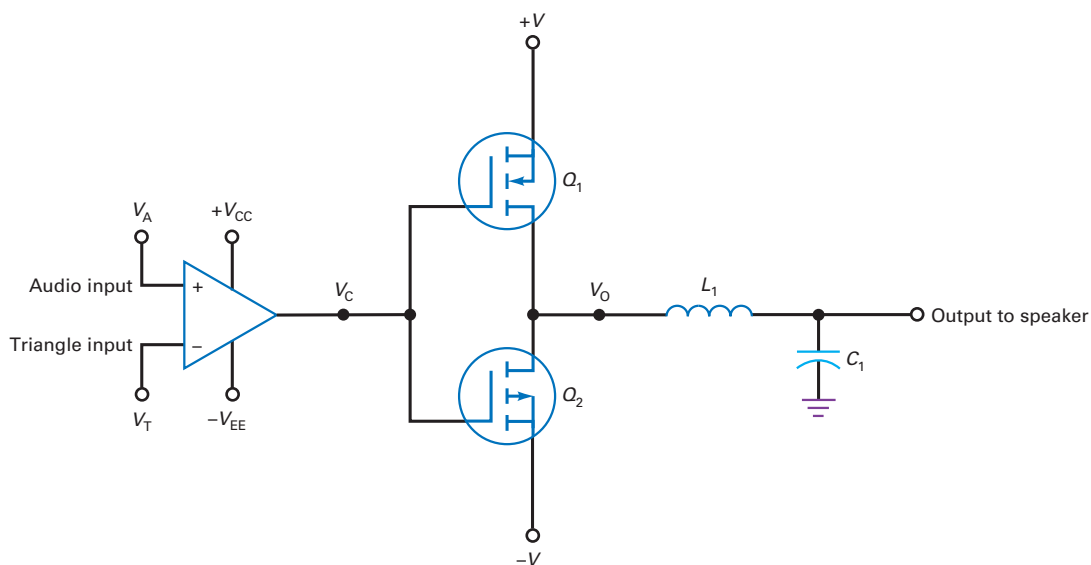 +V
Q1
VA
+VCC
Audio input
+
VC
VO
L1
Output to speaker
Triangle input
–
C1
Q2
VT
–VEE
–V